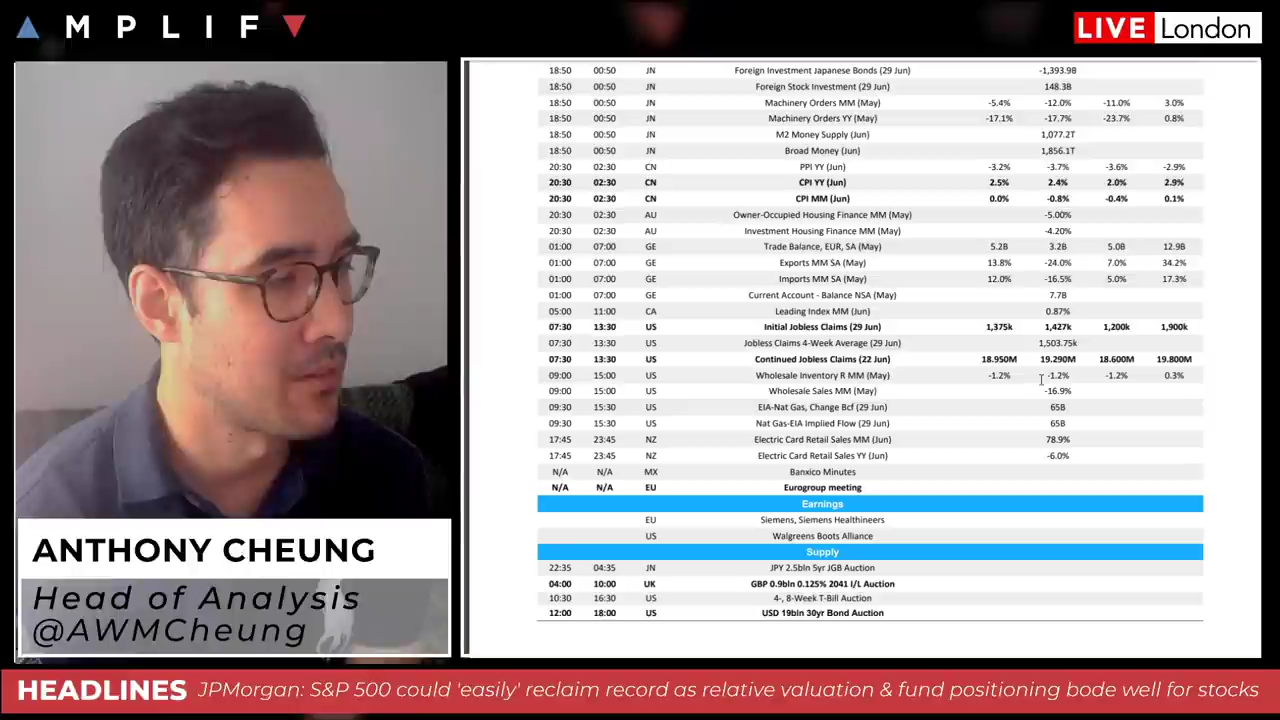 AMPLIFY
LIVE London
18:50 00:50 JN Foreign Investment Japanese Bonds (29 Jun) -1,393.9B
18:50 00:50 JN Foreign Stock Investment (29 Jun) 148.3B
18:50 00:50 JN Machinery Orders MM (May) -5.4% -12.0% -11.0% 3.0%
18:50 00:50 JN Machinery Orders YY (May) -17.1% -17.7% -23.7% 0.8%
18:50 00:50 JN M2 Money Supply (Jun) 1,077.2T
18:50 00:50 JN Broad Money (Jun) 1,856.1T
20:30 02:30 CN PPI YY (Jun) -3.2% -3.7% -3.6% -2.9%
20:30 02:30 CN CPI YY (Jun) 2.5% 2.4% 2.0% 2.9%
20:30 02:30 CN CPI MM (Jun) 0.0% -0.8% -0.4% 0.1%
20:30 02:30 AU Owner-Occupied Housing Finance MM (May) -5.00%
20:30 02:30 AU Investment Housing Finance MM (May) -4.20%
01:00 07:00 GE Trade Balance, EUR, SA (May) 5.2B 3.2B 5.0B 12.9B
01:00 07:00 GE Exports MM SA (May) 13.8% -24.0% 7.0% 34.2%
01:00 07:00 GE Imports MM SA (May) 12.0% -16.5% 5.0% 17.3%
01:00 07:00 GE Current Account - Balance NSA (May) 7.7B
05:00 11:00 CA Leading Index MM (Jun) 0.87%
07:30 13:30 US Initial Jobless Claims (29 Jun) 1,375k 1,427k 1,200k 1,900k
07:30 13:30 US Jobless Claims 4-Week Average (29 Jun) 1,503.75k
07:30 13:30 US Continued Jobless Claims (22 Jun) 18.950M 19.290M 18.600M 19.800M
09:00 15:00 US Wholesale Inventory R MM (May) -1.2% -1.2% -1.2% 0.3%
09:00 15:00 US Wholesale Sales MM (May) -16.9%
09:30 15:30 US EIA-Nat Gas, Change Bcf (29 Jun) 65B
09:30 15:30 US Nat Gas-EIA Implied Flow (29 Jun) 65B
17:45 23:45 NZ Electric Card Retail Sales MM (Jun) 78.9%
17:45 23:45 NZ Electric Card Retail Sales YY (Jun) -6.0%
N/A N/A MX Banxico Minutes
N/A N/A EU Eurogroup meeting
Earnings
EU Siemens, Siemens Healthineers
US Walgreens Boots Alliance
Supply
22:35 04:35 JN JPY 2.5bln 5yr JGB Auction
04:00 10:00 UK GBP 0.9bln 0.125% 2041 I/L Auction
10:30 16:30 US 4-, 8-Week T-Bill Auction
12:00 18:00 US USD 19bln 30yr Bond Auction
ANTHONY CHEUNG
Head of Analysis
@AWMCheung
HEADLINES JPMorgan: S&P 500 could 'easily' reclaim record as relative valuation & fund positioning bode well for stocks